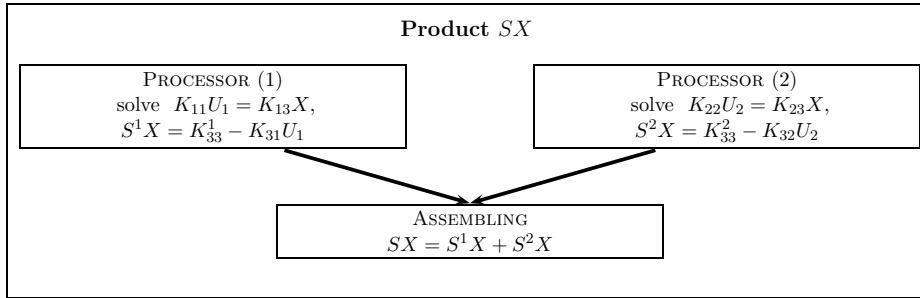 Product SX
PROCESSOR (1)
solve K₁₁U₁ = K₁₃X,
S¹X = K¹₃₃ − K₃₁U₁
PROCESSOR (2)
solve K₂₂U₂ = K₂₃X,
S²X = K²₃₃ − K₃₂U₂
ASSEMBLING
SX = S¹X + S²X